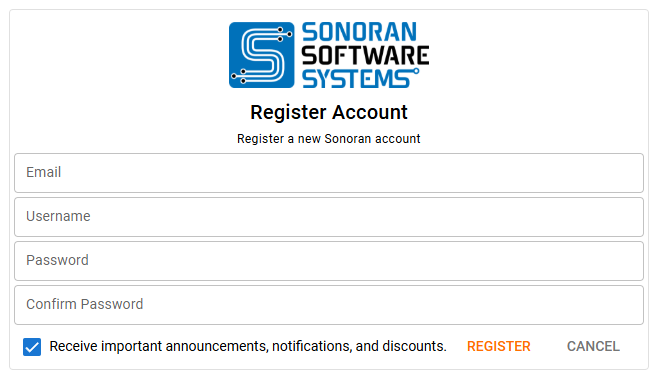 SONORAN
SOFTWARE
SYSTEMS
Register Account
Register a new Sonoran account
Email
Username
Password
Confirm Password
Receive important announcements, notifications, and discounts. REGISTER CANCEL